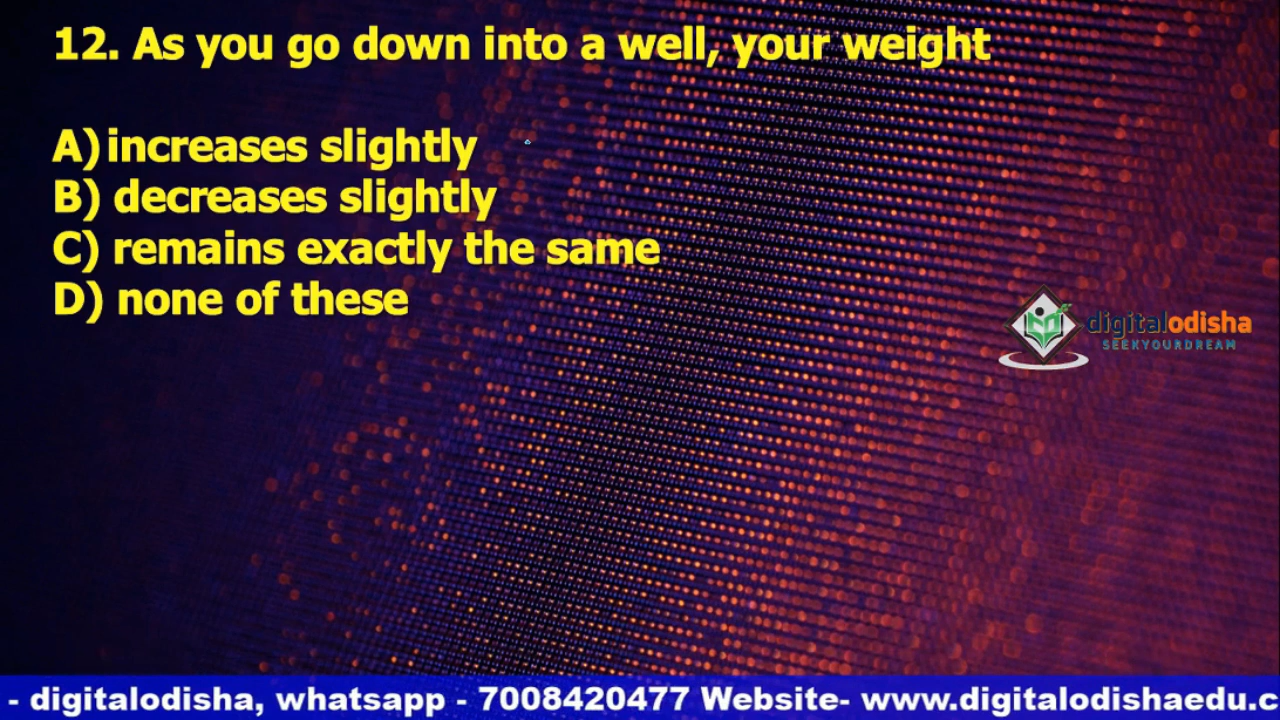 12. As you go down into a well, your weight
A) increases slightly
B) decreases slightly
C) remains exactly the same
D) none of these
digitalodisha
SEEKYOURDREAM
- digitalodisha, whatsapp - 7008420477 Website- www.digitalodishaedu.c